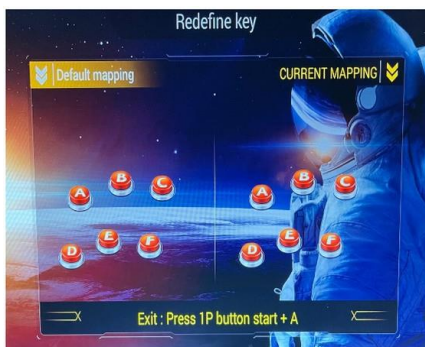 Redefine key
Default mapping
CURRENT MAPPING
A B C
D E F
A B C
D E F
Exit : Press 1P button start + A